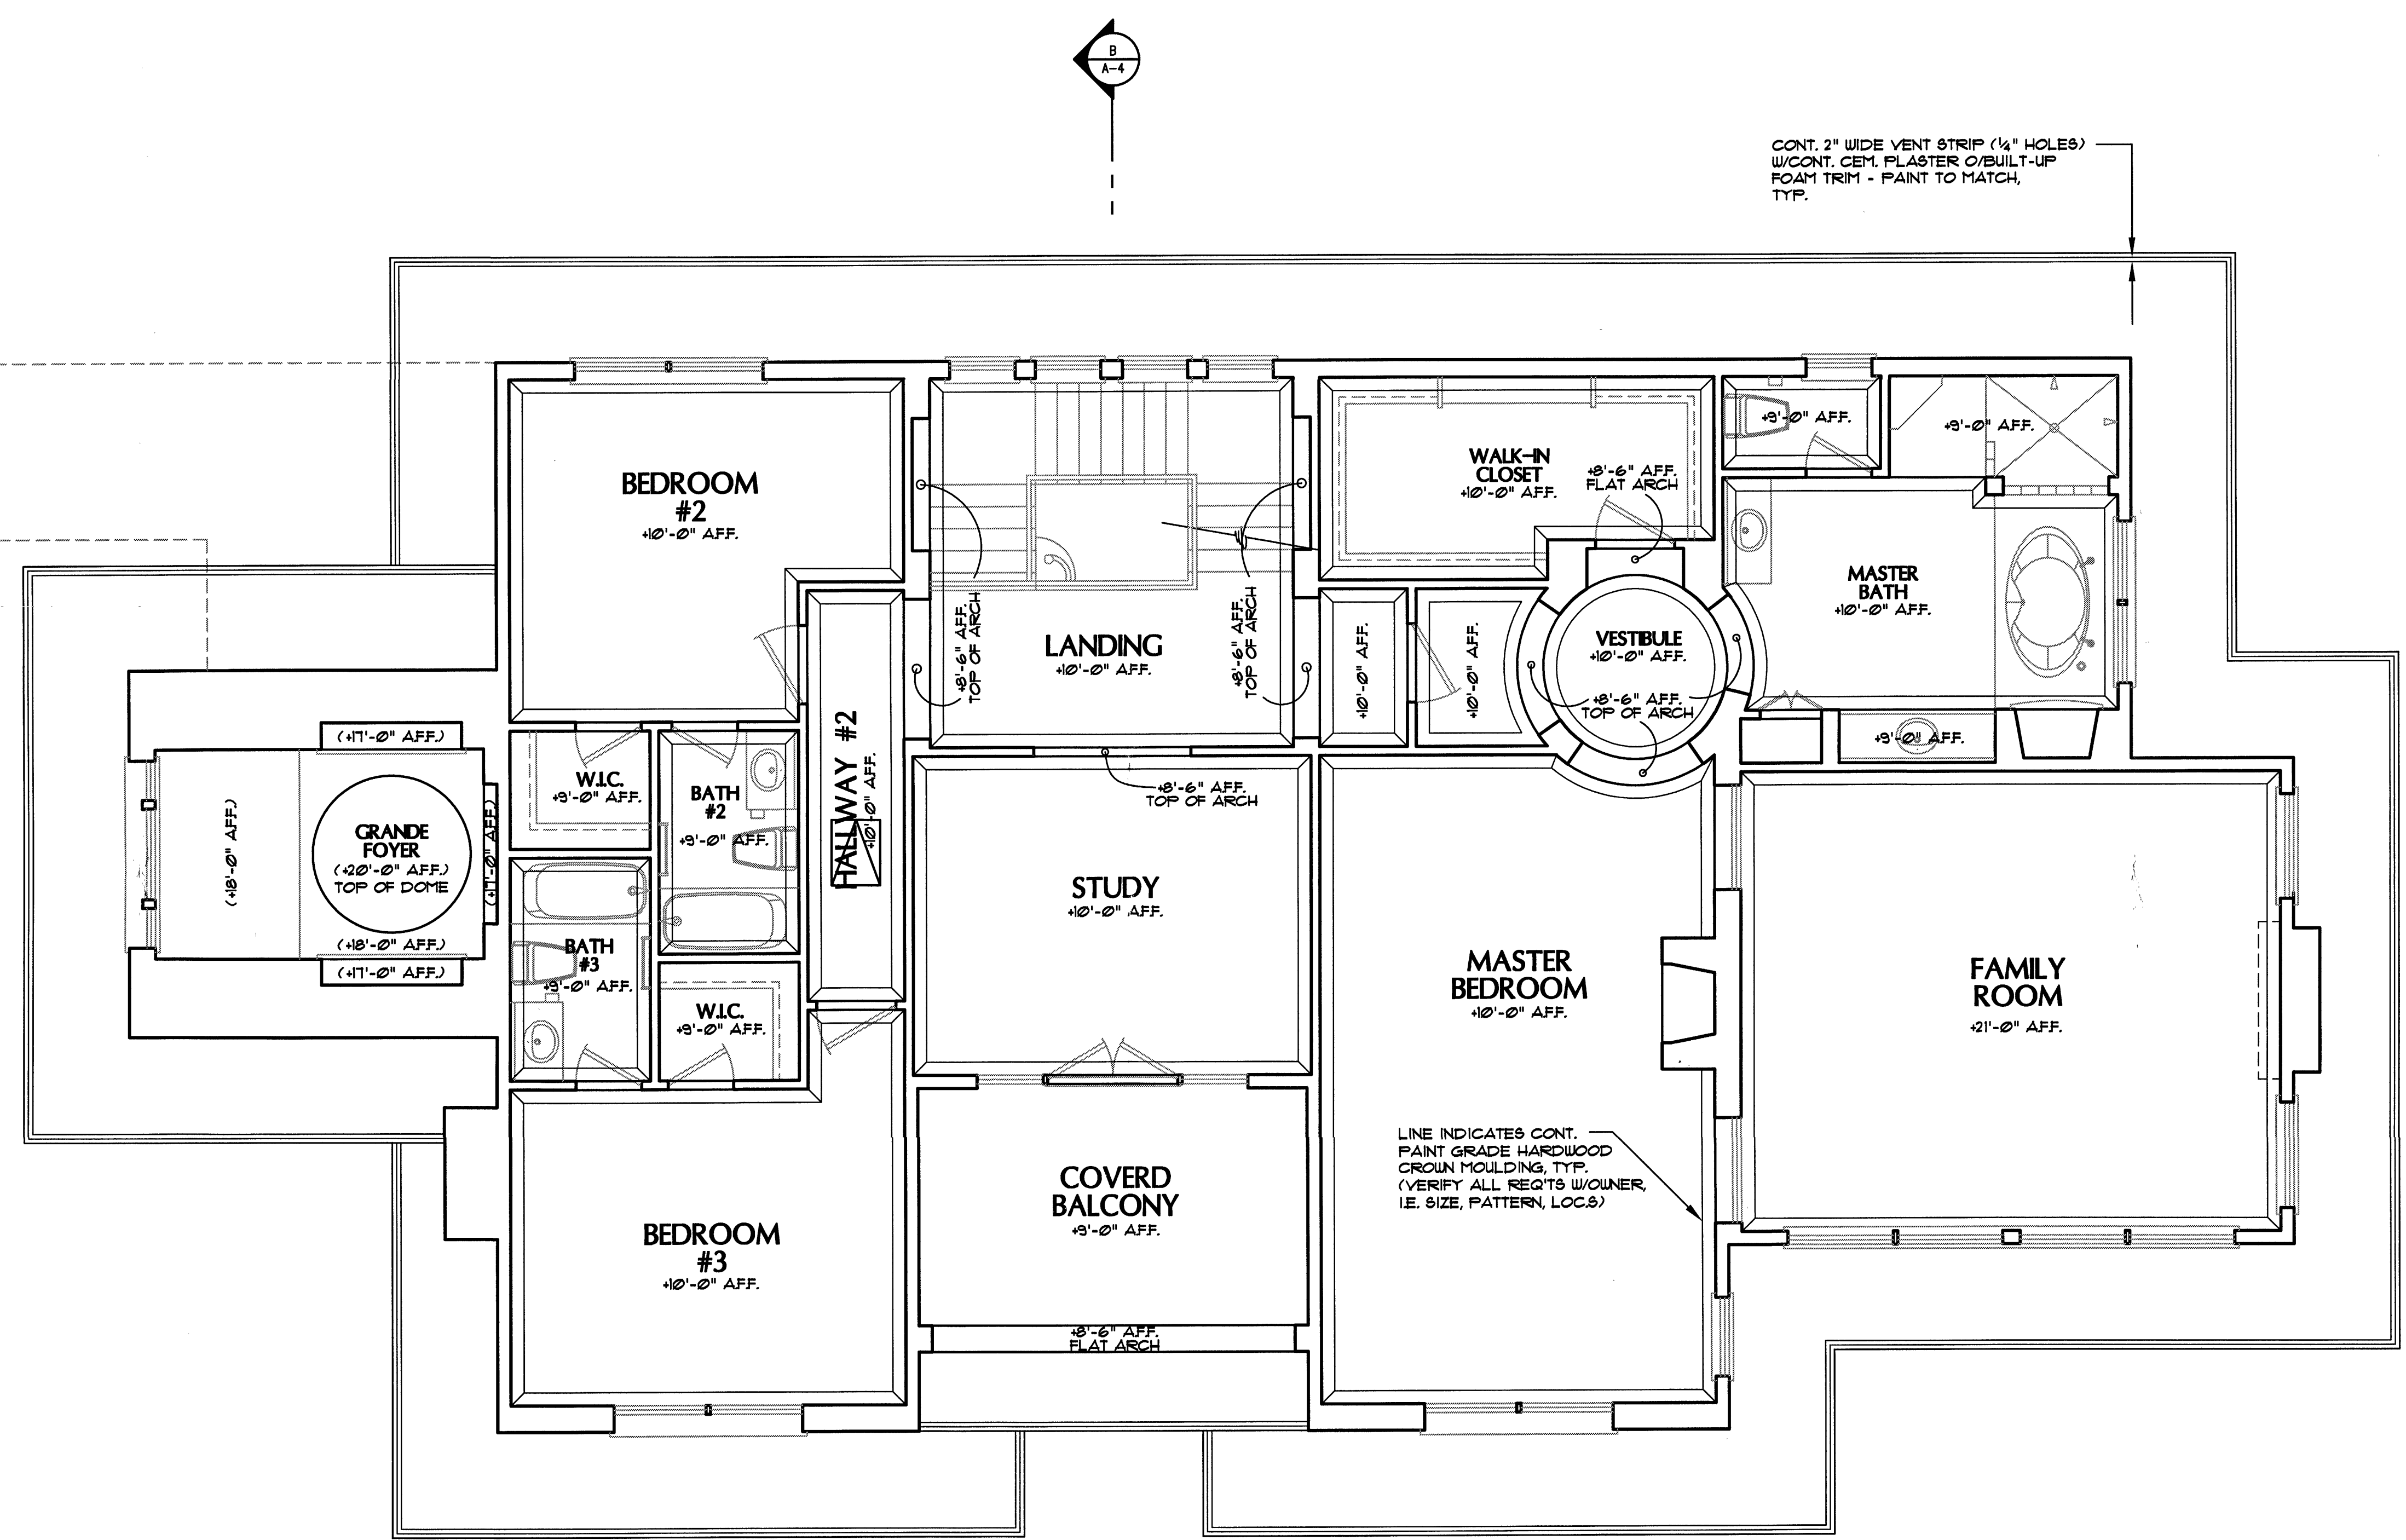 B
A-4
CONT. 2" WIDE VENT STRIP (1/4" HOLES)
W/CONT. CEM. PLASTER O/BUILT-UP
FOAM TRIM - PAINT TO MATCH,
TYP.
BEDROOM
#2
+10'-0" A.F.F.
WALK-IN
CLOSET
+10'-0" A.F.F.
+8'-6" A.F.F.
FLAT ARCH
+9'-0" A.F.F.
+9'-0" A.F.F.
MASTER
BATH
+10'-0" A.F.F.
LANDING
+10'-0" A.F.F.
+8'-6" A.F.F.
TOP OF ARCH
+8'-6" A.F.F.
TOP OF ARCH
+10'-0" A.F.F.
+10'-0" A.F.F.
VESTIBULE
+10'-0" A.F.F.
+8'-6" A.F.F.
TOP OF ARCH
+9'-0" A.F.F.
(+17'-0" A.F.F.)
(+18'-0" A.F.F.)
GRANDE
FOYER
(+20'-0" A.F.F.)
TOP OF DOME
(+17'-0" A.F.F.)
(+18'-0" A.F.F.)
(+17'-0" A.F.F.)
W.I.C.
+9'-0" A.F.F.
BATH
#2
+9'-0" A.F.F.
HALLWAY #2
+10'-0" A.F.F.
+8'-6" A.F.F.
TOP OF ARCH
STUDY
+10'-0" A.F.F.
BATH
#3
+9'-0" A.F.F.
W.I.C.
+9'-0" A.F.F.
MASTER
BEDROOM
+10'-0" A.F.F.
FAMILY
ROOM
+21'-0" A.F.F.
LINE INDICATES CONT.
PAINT GRADE HARDWOOD
CROWN MOULDING, TYP.
(VERIFY ALL REQ'TS W/OWNER,
I.E. SIZE, PATTERN, LOC.S)
COVERD
BALCONY
+9'-0" A.F.F.
BEDROOM
#3
+10'-0" A.F.F.
+8'-6" A.F.F.
FLAT ARCH